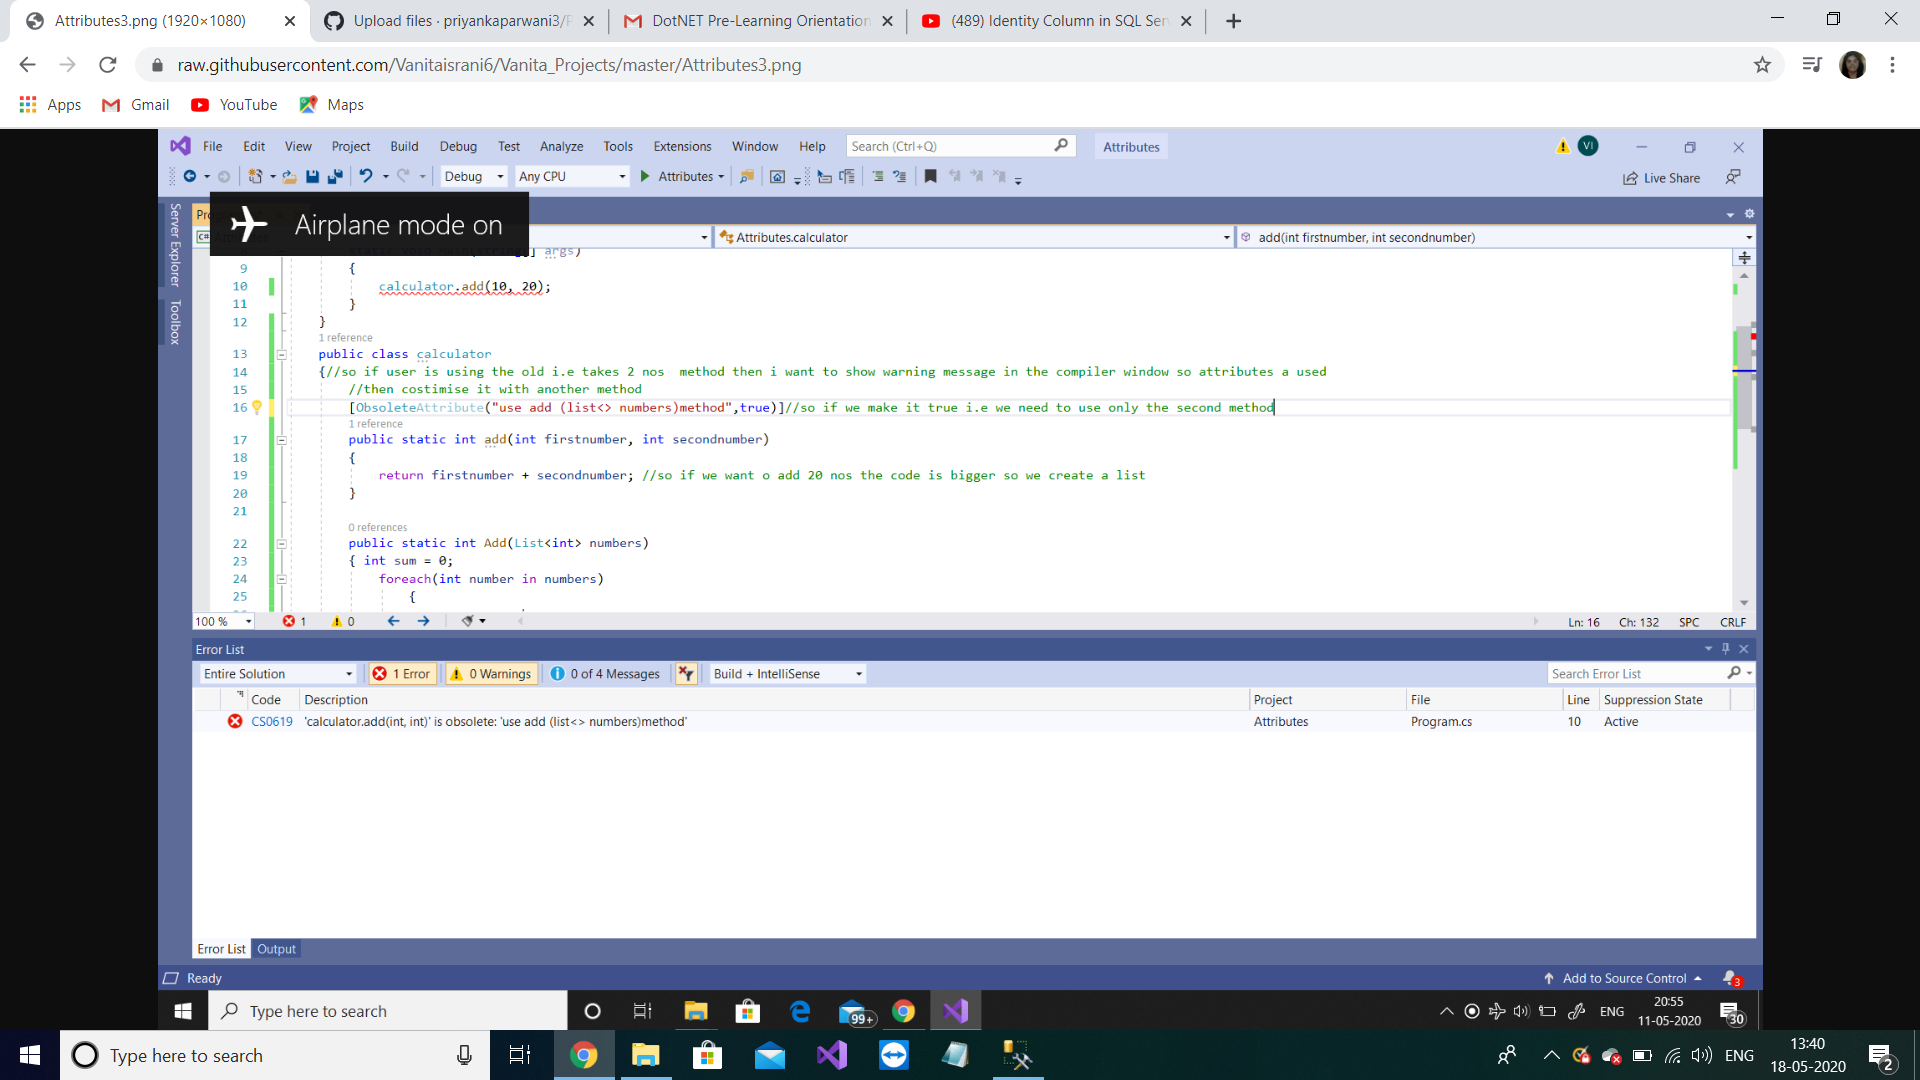 Attributes3.png (1920×1080)
Upload files · priyankaparwani3/P
DotNET Pre-Learning Orientation
(489) Identity Column in SQL Ser
raw.githubusercontent.com/Vanitaisrani6/Vanita_Projects/master/Attributes3.png
Apps Gmail YouTube Maps
File Edit View Project Build Debug Test Analyze Tools Extensions Window Help Search (Ctrl+Q) Attributes VI
Debug Any CPU Attributes Live Share
Airplane mode on
Server Explorer
Toolbox
C# Attributes.calculator add(int firstnumber, int secondnumber)
args)
9 {
10 calculator.add(10, 20);
11 }
12 }
1 reference
13 public class calculator
14 {//so if user is using the old i.e takes 2 nos  method then i want to show warning message in the compiler window so attributes a used
15 //then costimise it with another method
16 [ObsoleteAttribute("use add (list<> numbers)method",true)]//so if we make it true i.e we need to use only the second method
1 reference
17 public static int add(int firstnumber, int secondnumber)
18 {
19 return firstnumber + secondnumber; //so if we want o add 20 nos the code is bigger so we create a list
20 }
21
0 references
22 public static int Add(List<int> numbers)
23 { int sum = 0;
24 foreach(int number in numbers)
25 {
100 % 1 0 Ln: 16 Ch: 132 SPC CRLF
Error List
Entire Solution 1 Error 0 Warnings 0 of 4 Messages Build + IntelliSense Search Error List
Code Description Project File Line Suppression State
CS0619 'calculator.add(int, int)' is obsolete: 'use add (list<> numbers)method' Attributes Program.cs 10 Active
Error List Output
Ready Add to Source Control 3
Type here to search 99+ ENG 20:55 30
11-05-2020
Type here to search ENG 13:40 2
18-05-2020